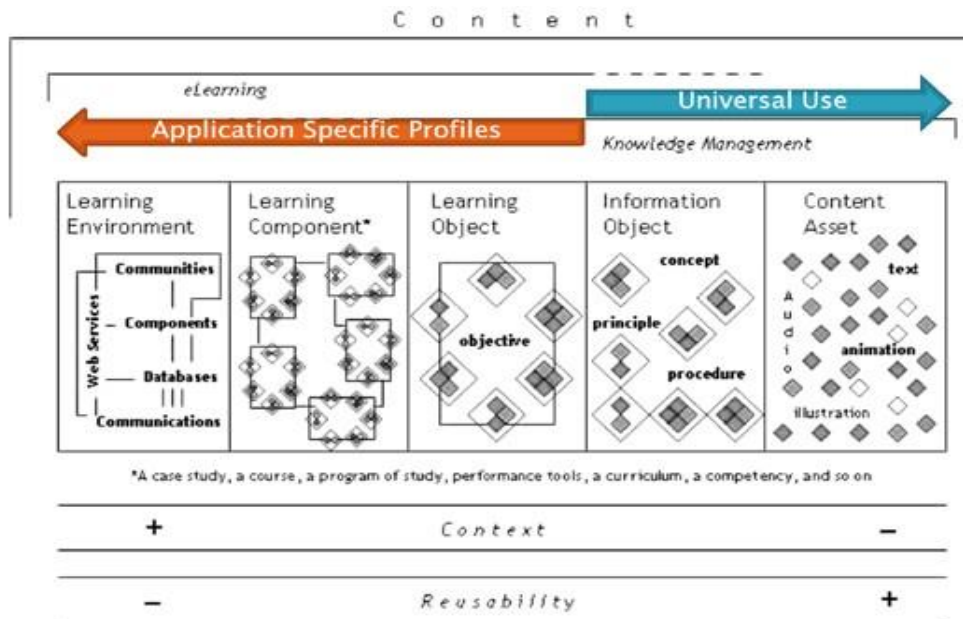 Content
eLearning
Universal Use
Application Specific Profiles
Knowledge Management
Learning Environment
Communities
Web Services
Components
Databases
Communications
Learning Component*
Learning Object
objective
Information Object
concept
principle
procedure
Content Asset
text
Audio
animation
illustration
*A case study, a course, a program of study, performance tools, a curriculum, a competency, and so on
+ Context −
− Reusability +